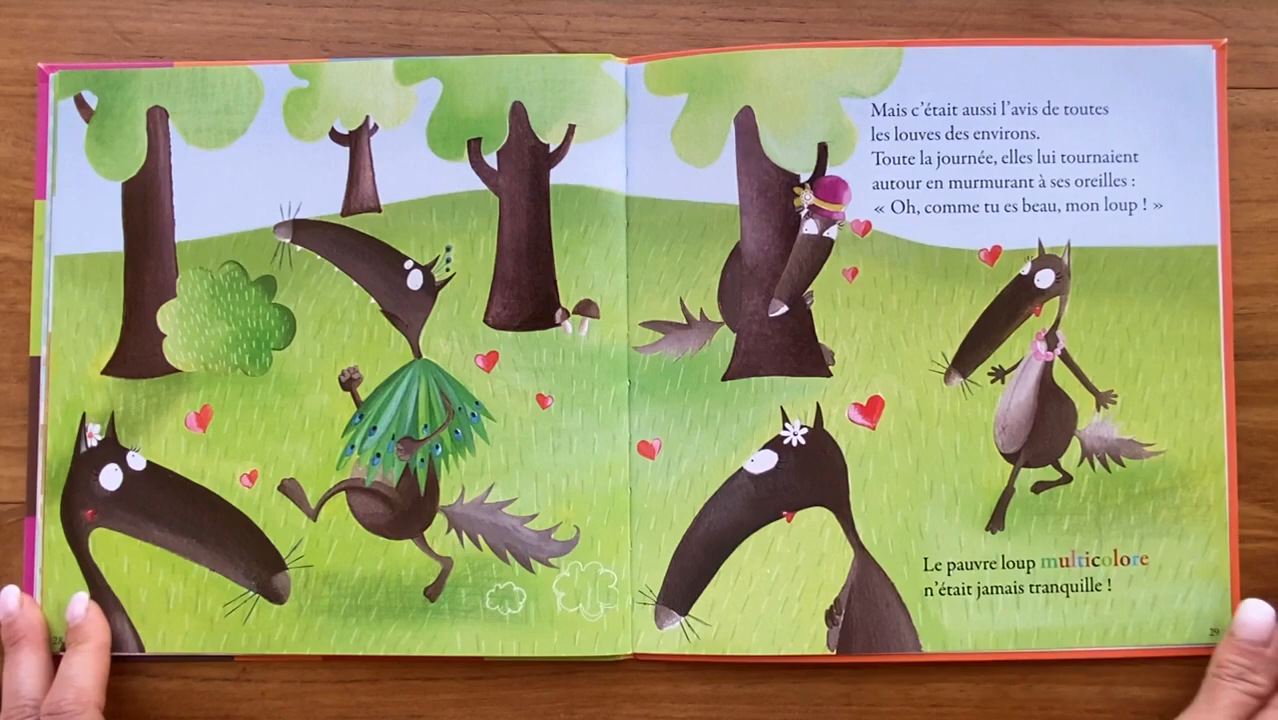 Mais c'était aussi l'avis de toutes
les louves des environs.
Toute la journée, elles lui tournaient
autour en murmurant à ses oreilles :
« Oh, comme tu es beau, mon loup ! »
Le pauvre loup multicolore
n'était jamais tranquille !
28
29